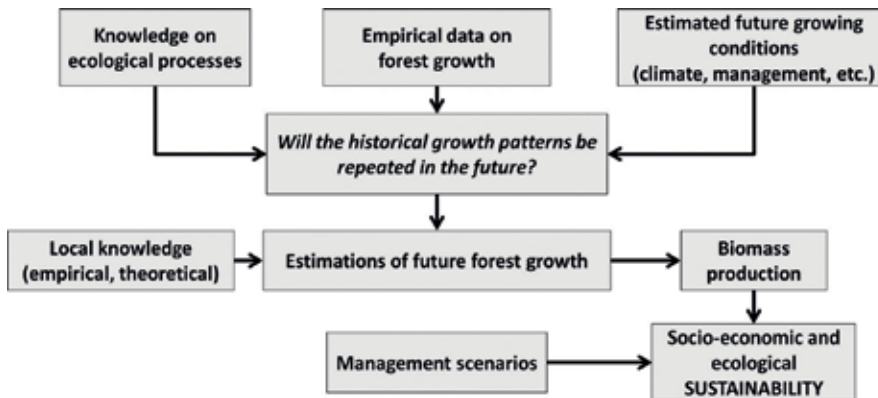 Knowledge on
ecological processes
Empirical data on
forest growth
Estimated future growing
conditions
(climate, management, etc.)
Will the historical growth patterns be
repeated in the future?
Local knowledge
(empirical, theoretical)
Estimations of future forest growth
Biomass
production
Management scenarios
Socio-economic and
ecological
SUSTAINABILITY